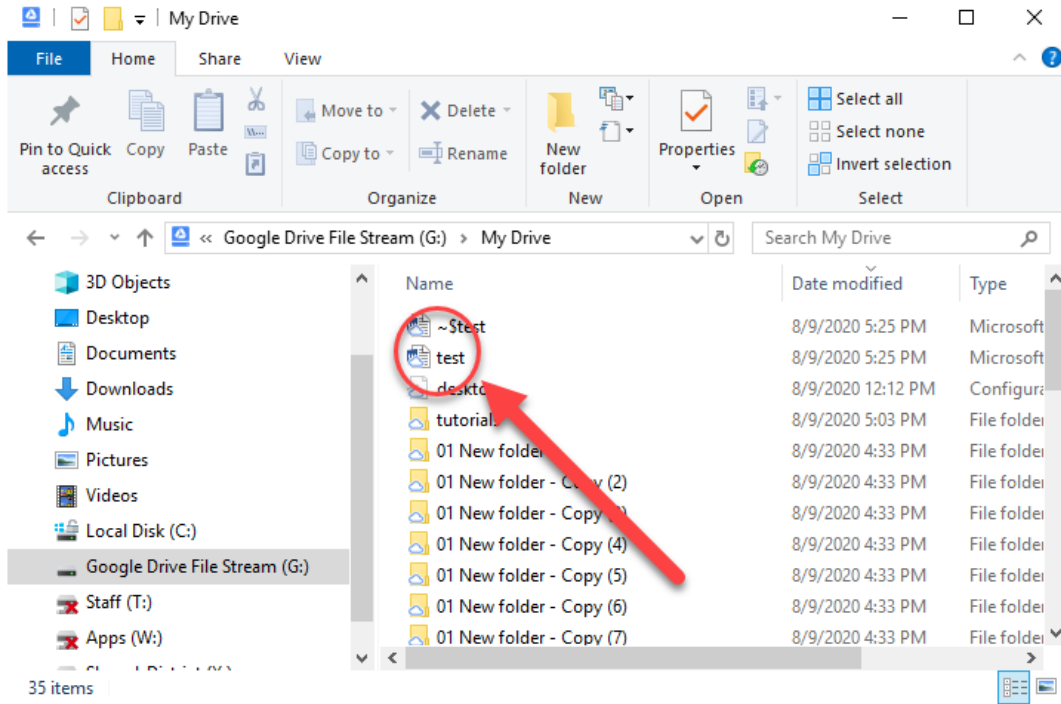 My Drive
File Home Share View
Pin to Quick access
Copy
Paste
Move to
Copy to
Delete
Rename
New folder
Properties
Select all
Select none
Invert selection
Clipboard Organize New Open Select
« Google Drive File Stream (G:) > My Drive
Search My Drive
3D Objects
Desktop
Documents
Downloads
Music
Pictures
Videos
Local Disk (C:)
Google Drive File Stream (G:)
Staff (T:)
Apps (W:)
Name Date modified Type
~$test 8/9/2020 5:25 PM Microsoft
test 8/9/2020 5:25 PM Microsoft
8/9/2020 12:12 PM Configura
tutorials 8/9/2020 5:03 PM File folder
01 New folder 8/9/2020 4:33 PM File folder
01 New folder - Copy (2) 8/9/2020 4:33 PM File folder
01 New folder - Copy 8/9/2020 4:33 PM File folder
01 New folder - Copy (4) 8/9/2020 4:33 PM File folder
01 New folder - Copy (5) 8/9/2020 4:33 PM File folder
01 New folder - Copy (6) 8/9/2020 4:33 PM File folder
01 New folder - Copy (7) 8/9/2020 4:33 PM File folder
35 items